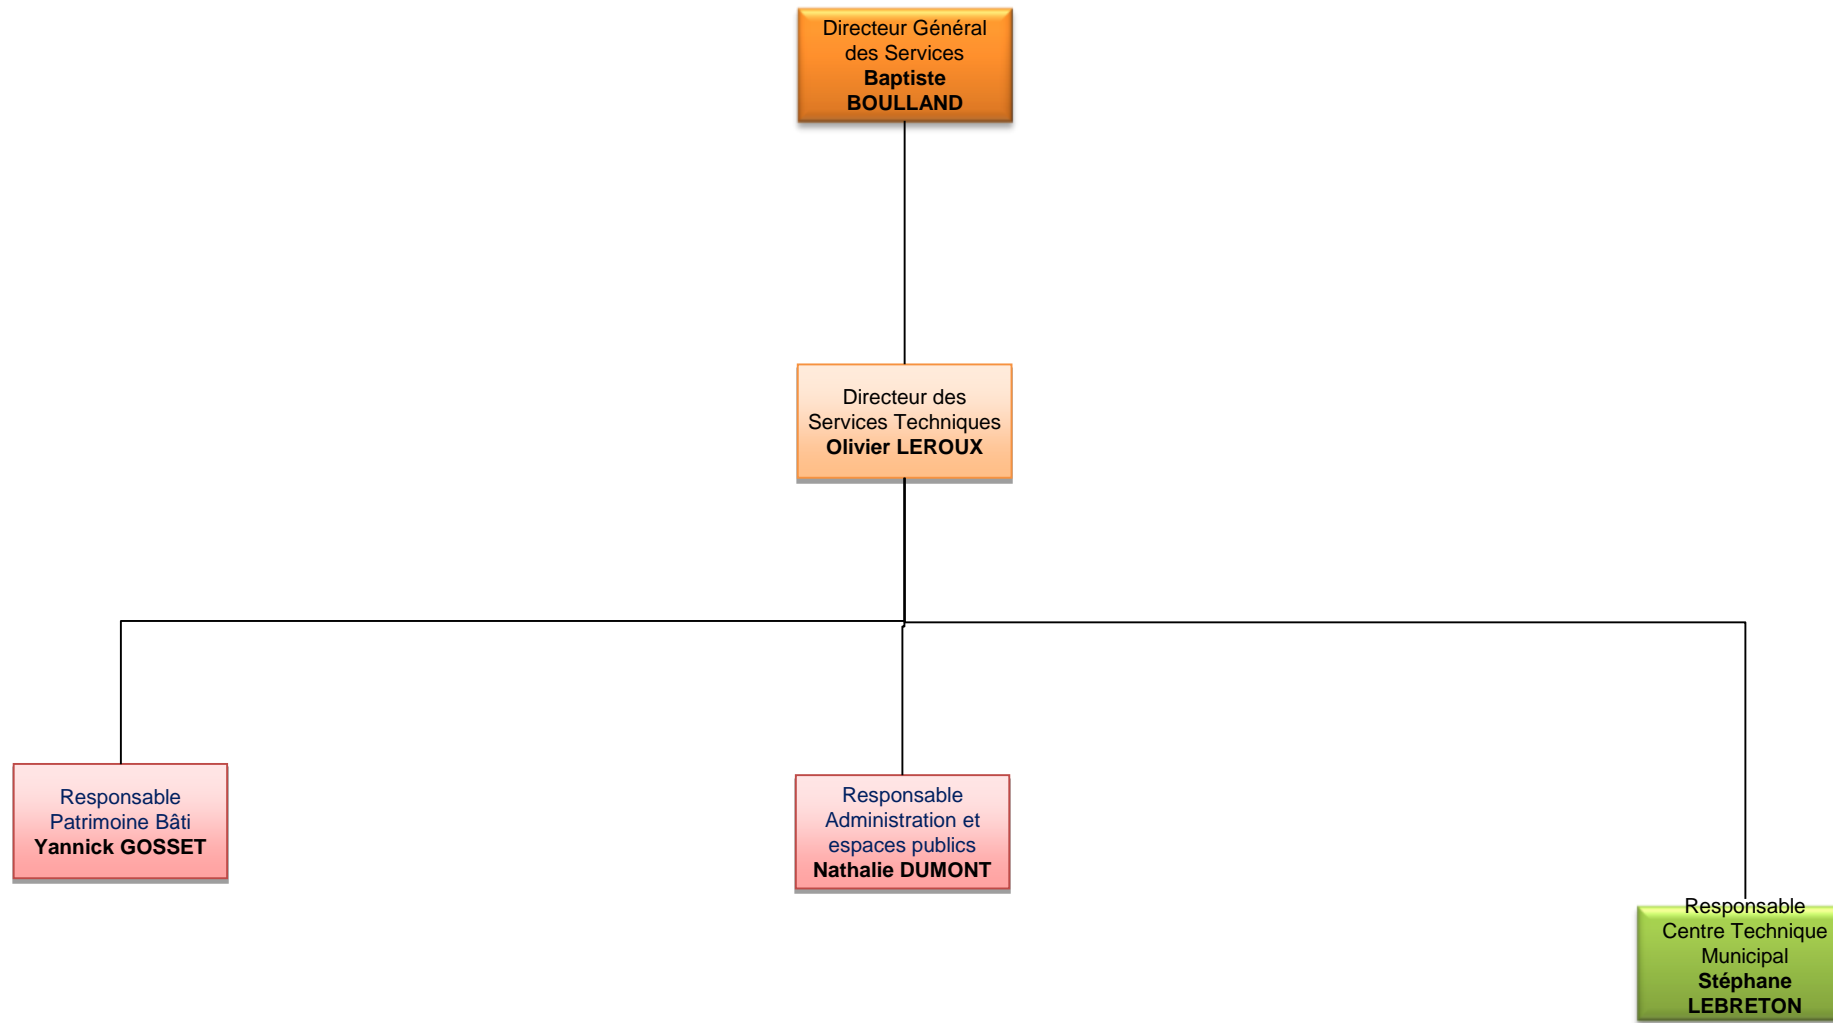 Directeur Général
des Services
Baptiste
BOULLAND
Directeur des
Services Techniques
Olivier LEROUX
Responsable
Patrimoine Bâti
Yannick GOSSET
Responsable
Administration et
espaces publics
Nathalie DUMONT
Responsable
Centre Technique
Municipal
Stéphane
LEBRETON